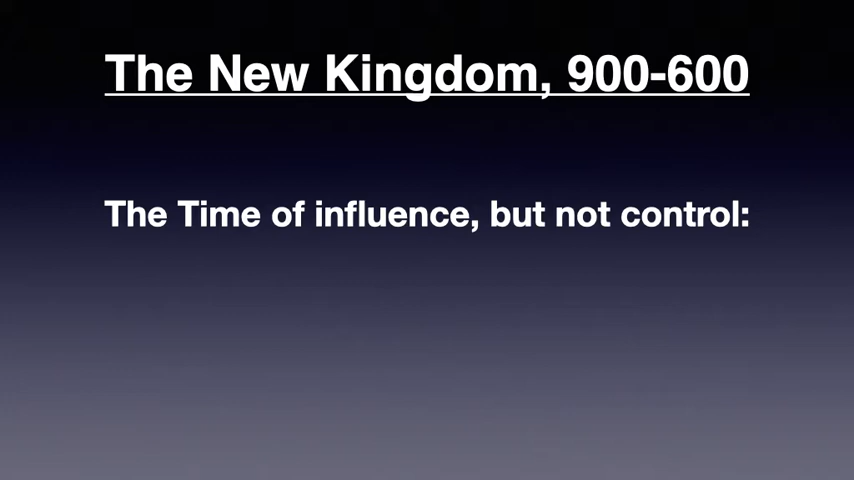 The New Kingdom, 900-600
The Time of influence, but not control: